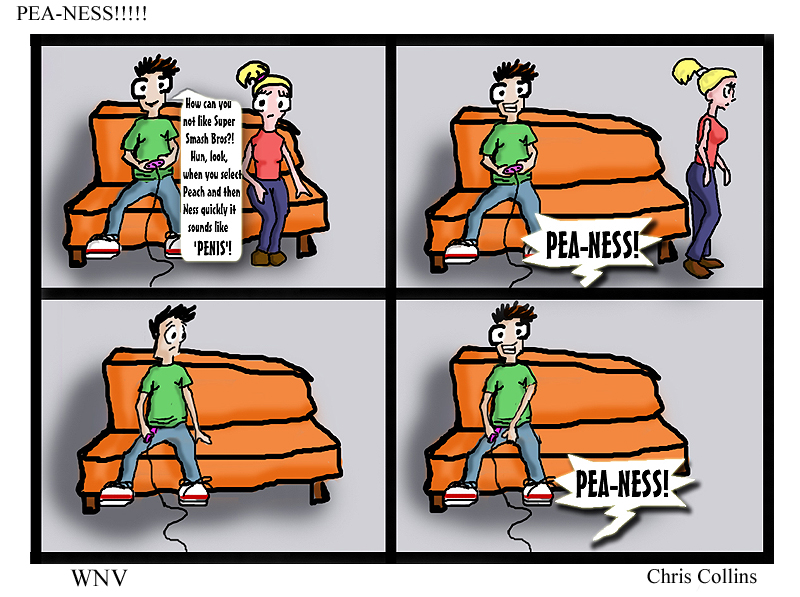 PEA-NESS!!!!!
How can you
not like Super
Smash Bros?!
Hun, look,
when you select
Peach and then
Ness quickly it
sounds like
'PENIS'!
PEA-NESS!
PEA-NESS!
WNV
Chris Collins